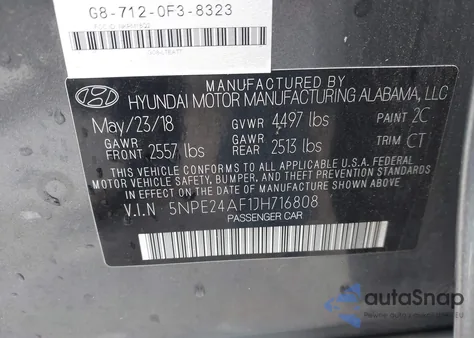 G8-712-0F3-8323
MANUFACTURED BY
HYUNDAI MOTOR MANUFACTURING ALABAMA, LLC
May/23/18 GVWR 4497 lbs PAINT 2C
GAWR FRONT 2557 lbs GAWR REAR 2513 lbs TRIM CT
THIS VEHICLE CONFORMS TO ALL APPLICABLE U.S.A. FEDERAL
MOTOR VEHICLE SAFETY, BUMPER, AND THEFT PREVENTION STANDARDS
IN EFFECT ON THE DATE OF MANUFACTURE SHOWN ABOVE.
V.I.N 5NPE24AF1JH716808
PASSENGER CAR
autoSnap